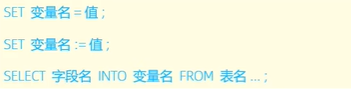 SET 变量名 = 值 ;
SET 变量名 := 值 ;
SELECT 字段名 INTO 变量名 FROM 表名 ... ;